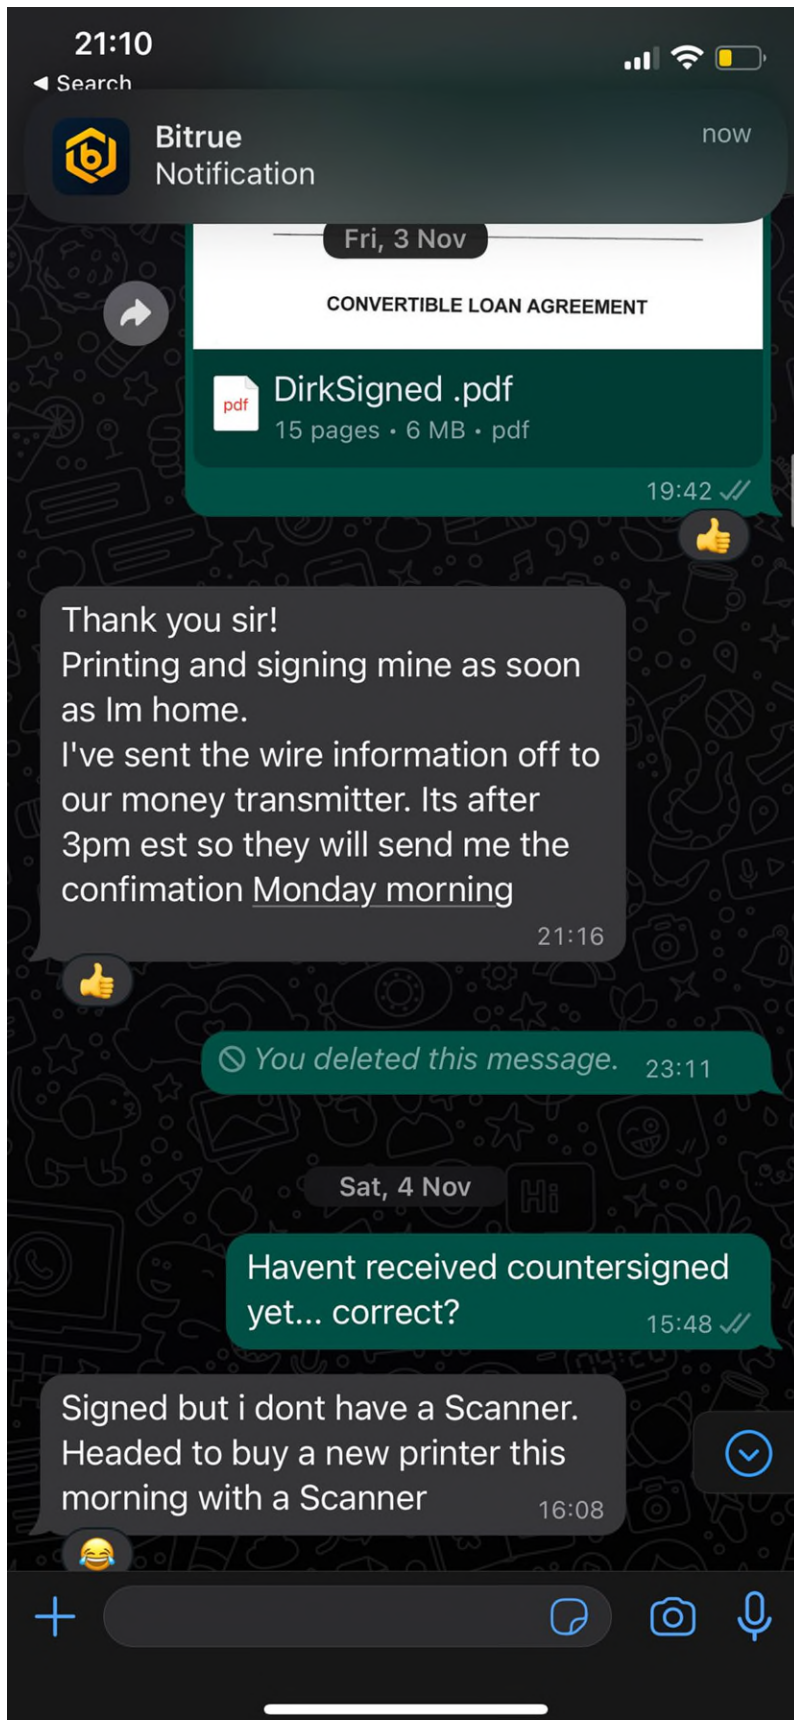 21:10
Search
Bitrue
now
Notification
Fri, 3 Nov
CONVERTIBLE LOAN AGREEMENT
pdf
DirkSigned .pdf
15 pages • 6 MB • pdf
19:42
Thank you sir!
Printing and signing mine as soon
as Im home.
I've sent the wire information off to
our money transmitter. Its after
3pm est so they will send me the
confimation Monday morning
21:16
You deleted this message. 23:11
Sat, 4 Nov
Havent received countersigned
yet... correct?
15:48
Signed but i dont have a Scanner.
Headed to buy a new printer this
morning with a Scanner
16:08